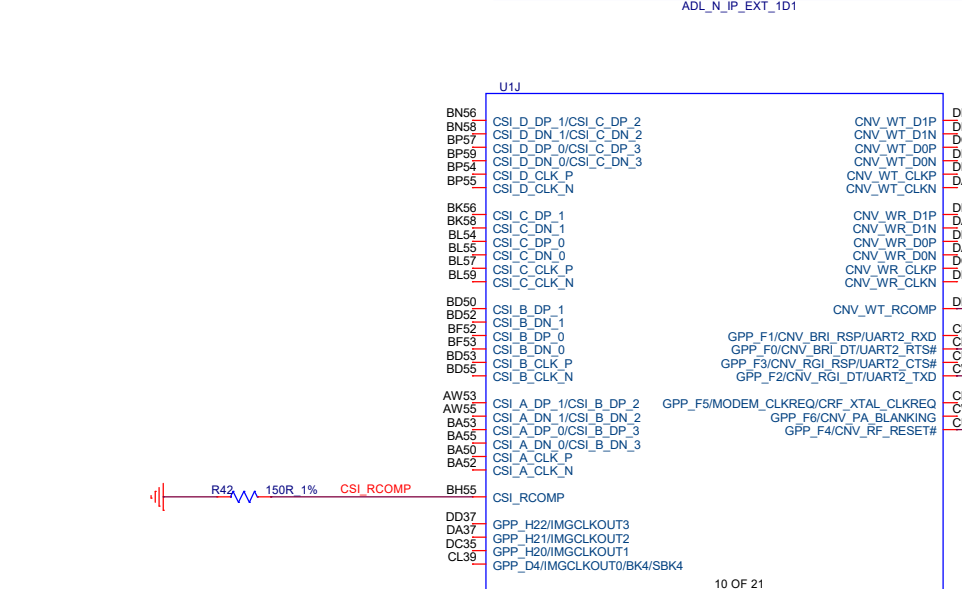 ADL_N_IP_EXT_1D1
U1J
BN56 CSI_D_DP_1/CSI_C_DP_2 CNV_WT_D1P
BN58 CSI_D_DN_1/CSI_C_DN_2 CNV_WT_D1N
BP57 CSI_D_DP_0/CSI_C_DP_3 CNV_WT_D0P
BP59 CSI_D_DN_0/CSI_C_DN_3 CNV_WT_D0N
BP54 CSI_D_CLK_P CNV_WT_CLKP
BP55 CSI_D_CLK_N CNV_WT_CLKN
BK56 CSI_C_DP_1 CNV_WR_D1P
BK58 CSI_C_DN_1 CNV_WR_D1N
BL54 CSI_C_DP_0 CNV_WR_D0P
BL55 CSI_C_DN_0 CNV_WR_D0N
BL57 CSI_C_CLK_P CNV_WR_CLKP
BL59 CSI_C_CLK_N CNV_WR_CLKN
BD50 CSI_B_DP_1 CNV_WT_RCOMP
BD52 CSI_B_DN_1
BF52 CSI_B_DP_0 GPP_F1/CNV_BRI_RSP/UART2_RXD
BF53 CSI_B_DN_0 GPP_F0/CNV_BRI_DT/UART2_RTS#
BD53 CSI_B_CLK_P GPP_F3/CNV_RGI_RSP/UART2_CTS#
BD55 CSI_B_CLK_N GPP_F2/CNV_RGI_DT/UART2_TXD
AW53 CSI_A_DP_1/CSI_B_DP_2 GPP_F5/MODEM_CLKREQ/CRF_XTAL_CLKREQ
AW55 CSI_A_DN_1/CSI_B_DN_2 GPP_F6/CNV_PA_BLANKING
BA53 CSI_A_DP_0/CSI_B_DP_3 GPP_F4/CNV_RF_RESET#
BA55 CSI_A_DN_0/CSI_B_DN_3
BA50 CSI_A_CLK_P
BA52 CSI_A_CLK_N
R42 150R_1% CSI_RCOMP BH55 CSI_RCOMP
DD37 GPP_H22/IMGCLKOUT3
DA37 GPP_H21/IMGCLKOUT2
DC35 GPP_H20/IMGCLKOUT1
CL39 GPP_D4/IMGCLKOUT0/BK4/SBK4
10 OF 21